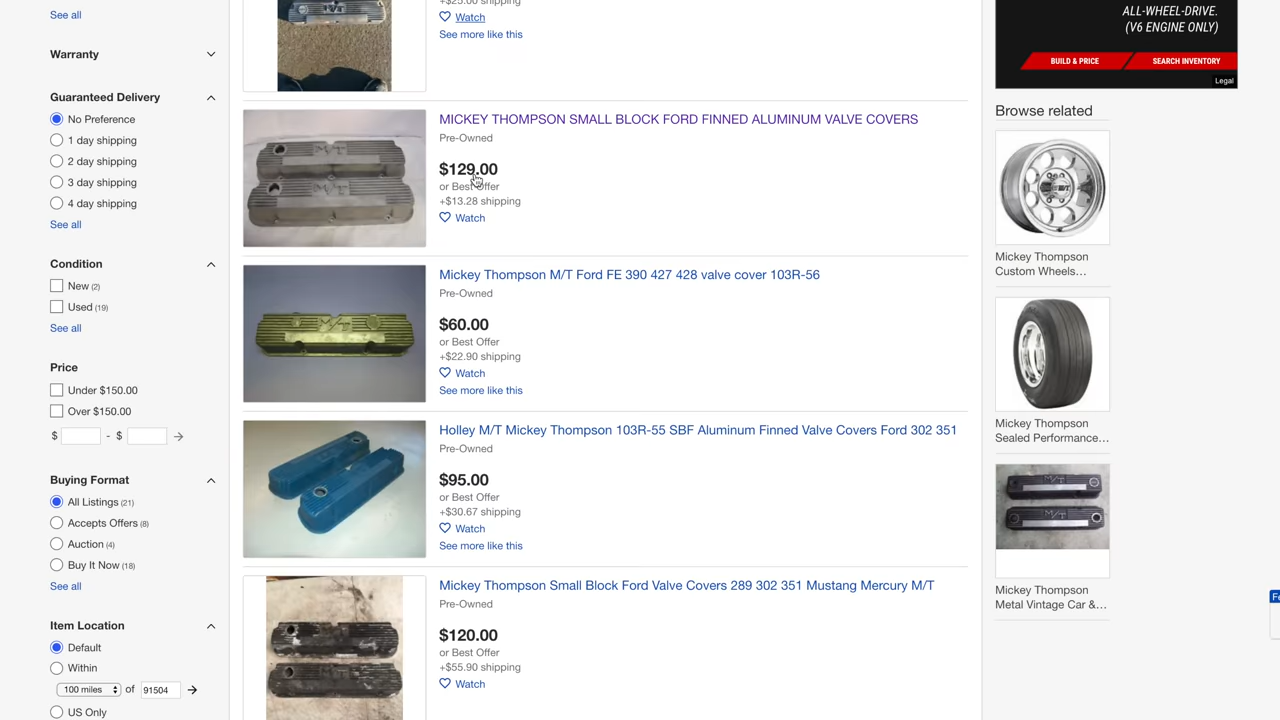 See all
Warranty
Guaranteed Delivery
No Preference
1 day shipping
2 day shipping
3 day shipping
4 day shipping
See all
Condition
New (2)
Used (19)
See all
Price
Under $150.00
Over $150.00
$ - $
Buying Format
All Listings (21)
Accepts Offers (8)
Auction (4)
Buy It Now (18)
See all
Item Location
Default
Within
100 miles of 91504
US Only
+$25.00 shipping
Watch
See more like this
MICKEY THOMPSON SMALL BLOCK FORD FINNED ALUMINUM VALVE COVERS
Pre-Owned
$129.00
or Best Offer
+$13.28 shipping
Watch
Mickey Thompson M/T Ford FE 390 427 428 valve cover 103R-56
Pre-Owned
$60.00
or Best Offer
+$22.90 shipping
Watch
See more like this
Holley M/T Mickey Thompson 103R-55 SBF Aluminum Finned Valve Covers Ford 302 351
Pre-Owned
$95.00
or Best Offer
+$30.67 shipping
Watch
See more like this
Mickey Thompson Small Block Ford Valve Covers 289 302 351 Mustang Mercury M/T
Pre-Owned
$120.00
or Best Offer
+$55.90 shipping
Watch
ALL-WHEEL-DRIVE.
(V6 ENGINE ONLY)
BUILD & PRICE
SEARCH INVENTORY
Legal
Browse related
Mickey Thompson
Custom Wheels...
Mickey Thompson
Sealed Performance...
M/T
M/T
Mickey Thompson
Metal Vintage Car &...